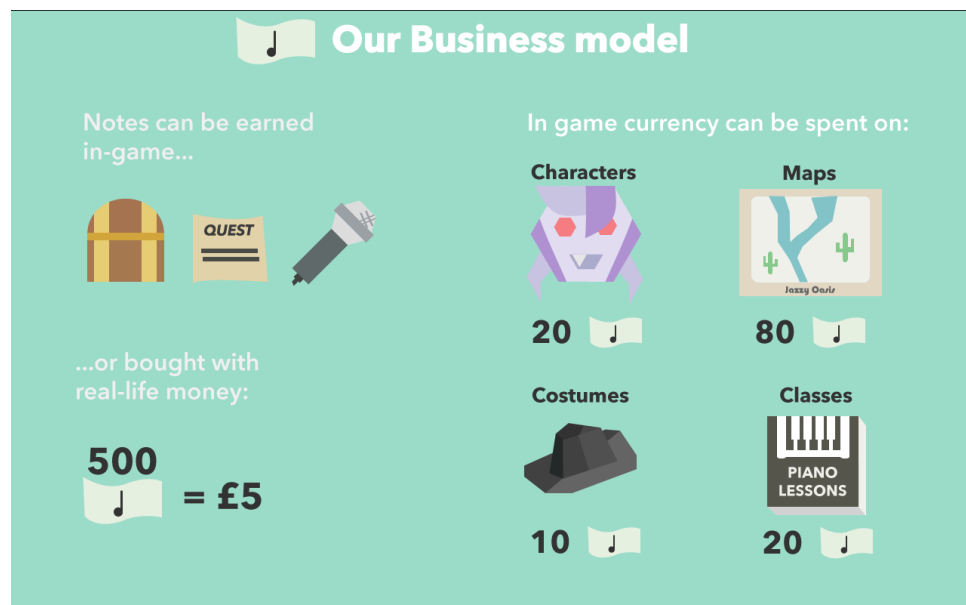 Our Business model
Notes can be earned
in-game...
QUEST
...or bought with
real-life money:
500
= £5
In game currency can be spent on:
Characters
20
Maps
Jazzy Oasis
80
Costumes
10
Classes
PIANO
LESSONS
20